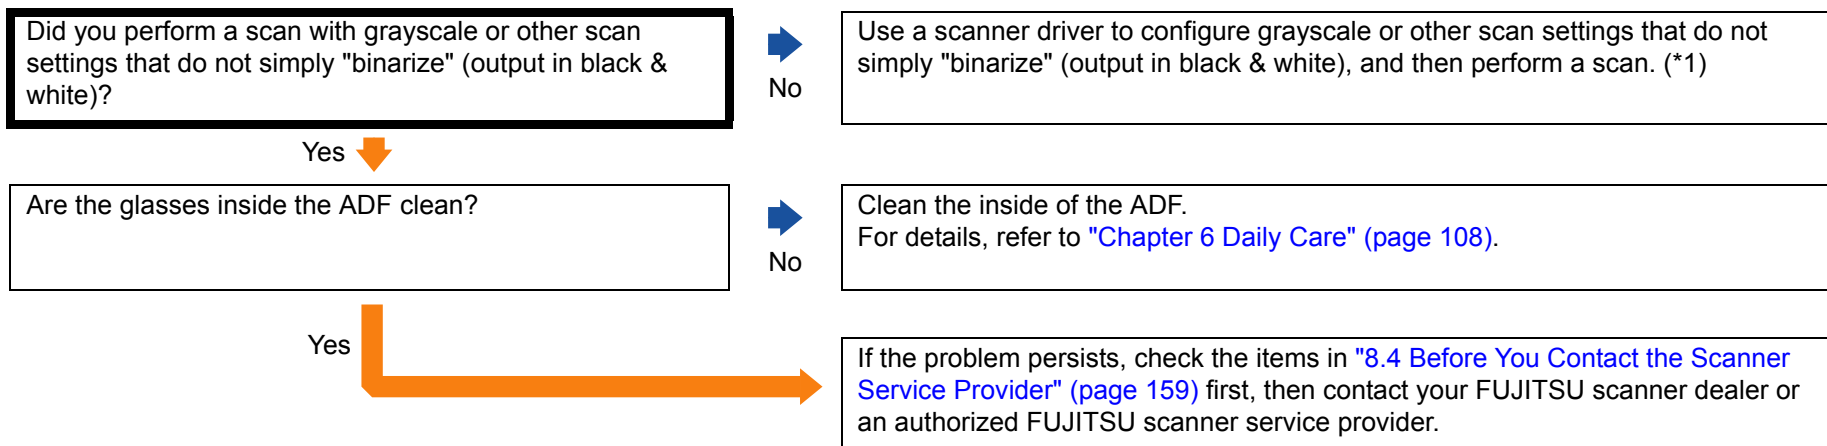 Did you perform a scan with grayscale or other scan
settings that do not simply "binarize" (output in black &
white)?
No
Use a scanner driver to configure grayscale or other scan settings that do not
simply "binarize" (output in black & white), and then perform a scan. (*1)
Yes
Are the glasses inside the ADF clean?
No
Clean the inside of the ADF.
For details, refer to "Chapter 6 Daily Care" (page 108).
Yes
If the problem persists, check the items in "8.4 Before You Contact the Scanner
Service Provider" (page 159) first, then contact your FUJITSU scanner dealer or
an authorized FUJITSU scanner service provider.